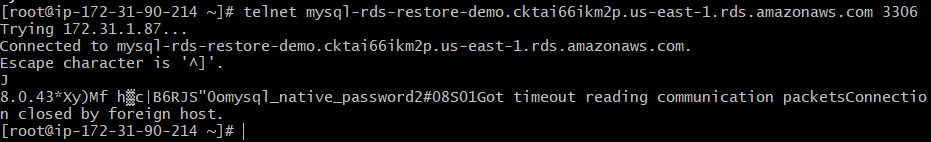 [root@ip-172-31-90-214 ~]# telnet mysql-rds-restore-demo.cktai66ikm2p.us-east-1.rds.amazonaws.com 3306
Trying 172.31.1.87...
Connected to mysql-rds-restore-demo.cktai66ikm2p.us-east-1.rds.amazonaws.com.
Escape character is '^]'.
J
8.0.43*Xy)Mf h▒c|B6RJS"0omysql_native_password2#08S01Got timeout reading communication packetsConnectio
n closed by foreign host.
[root@ip-172-31-90-214 ~]#